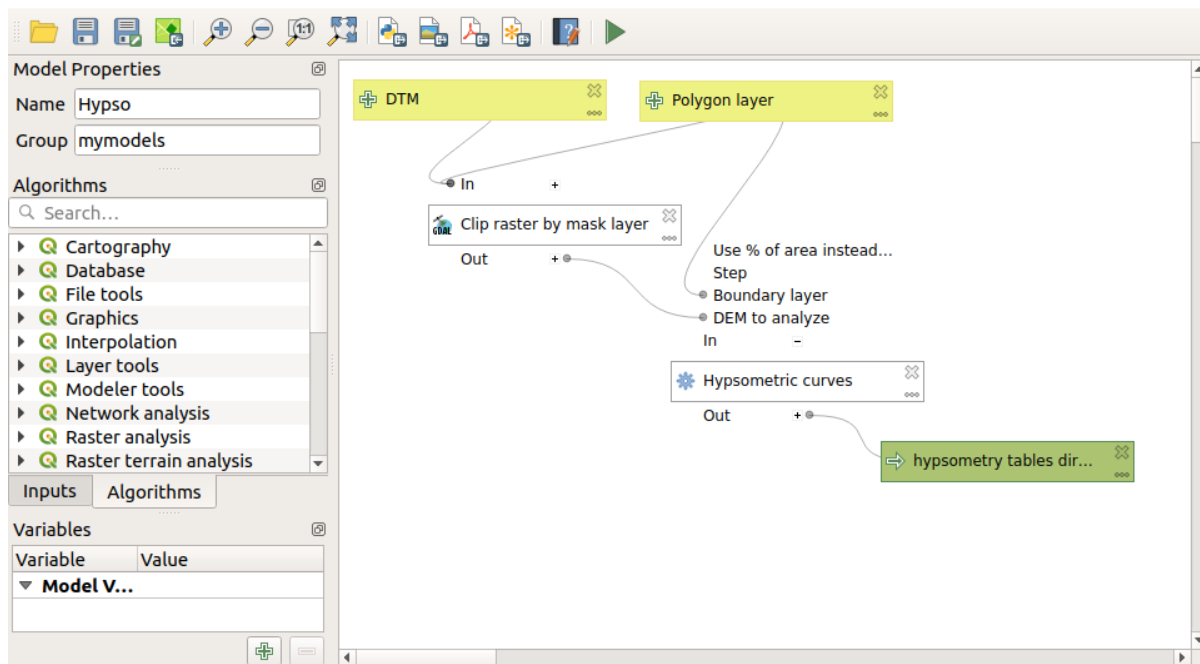 1:1
?
Model Properties
Name Hypso
Group mymodels
Algorithms
Search...
Cartography
Database
File tools
Graphics
Interpolation
Layer tools
Modeler tools
Network analysis
Raster analysis
Raster terrain analysis
Inputs Algorithms
Variables
Variable Value
Model V...
DTM
Polygon layer
In +
GDAL Clip raster by mask layer
Out +
Use % of area instead...
Step
Boundary layer
DEM to analyze
In -
Hypsometric curves
Out +
hypsometry tables dir...